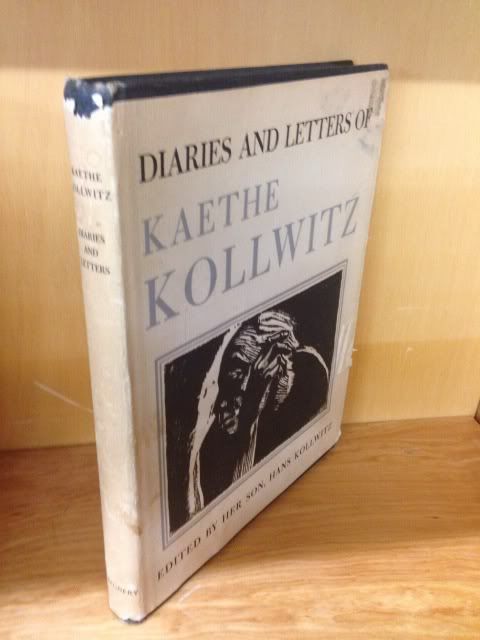 DIARIES AND LETTERS OF
KAETHE
KOLLWITZ
EDITED BY HER SON, HANS KOLLWITZ
KAETHE
KOLLWITZ
DIARIES
AND
LETTERS